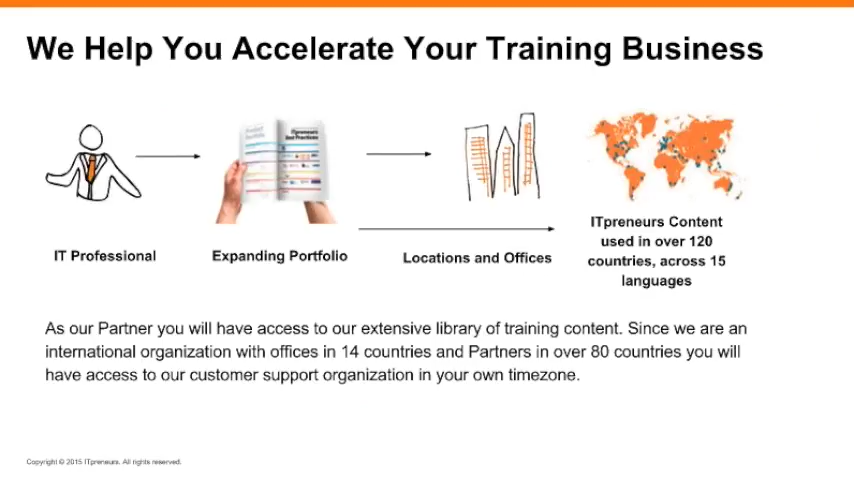 We Help You Accelerate Your Training Business
ITpreneurs
Best Practices
IT Professional
Expanding Portfolio
Locations and Offices
ITpreneurs Content
used in over 120
countries, across 15
languages
As our Partner you will have access to our extensive library of training content. Since we are an
international organization with offices in 14 countries and Partners in over 80 countries you will
have access to our customer support organization in your own timezone.
Copyright © 2015 ITpreneurs. All rights reserved.